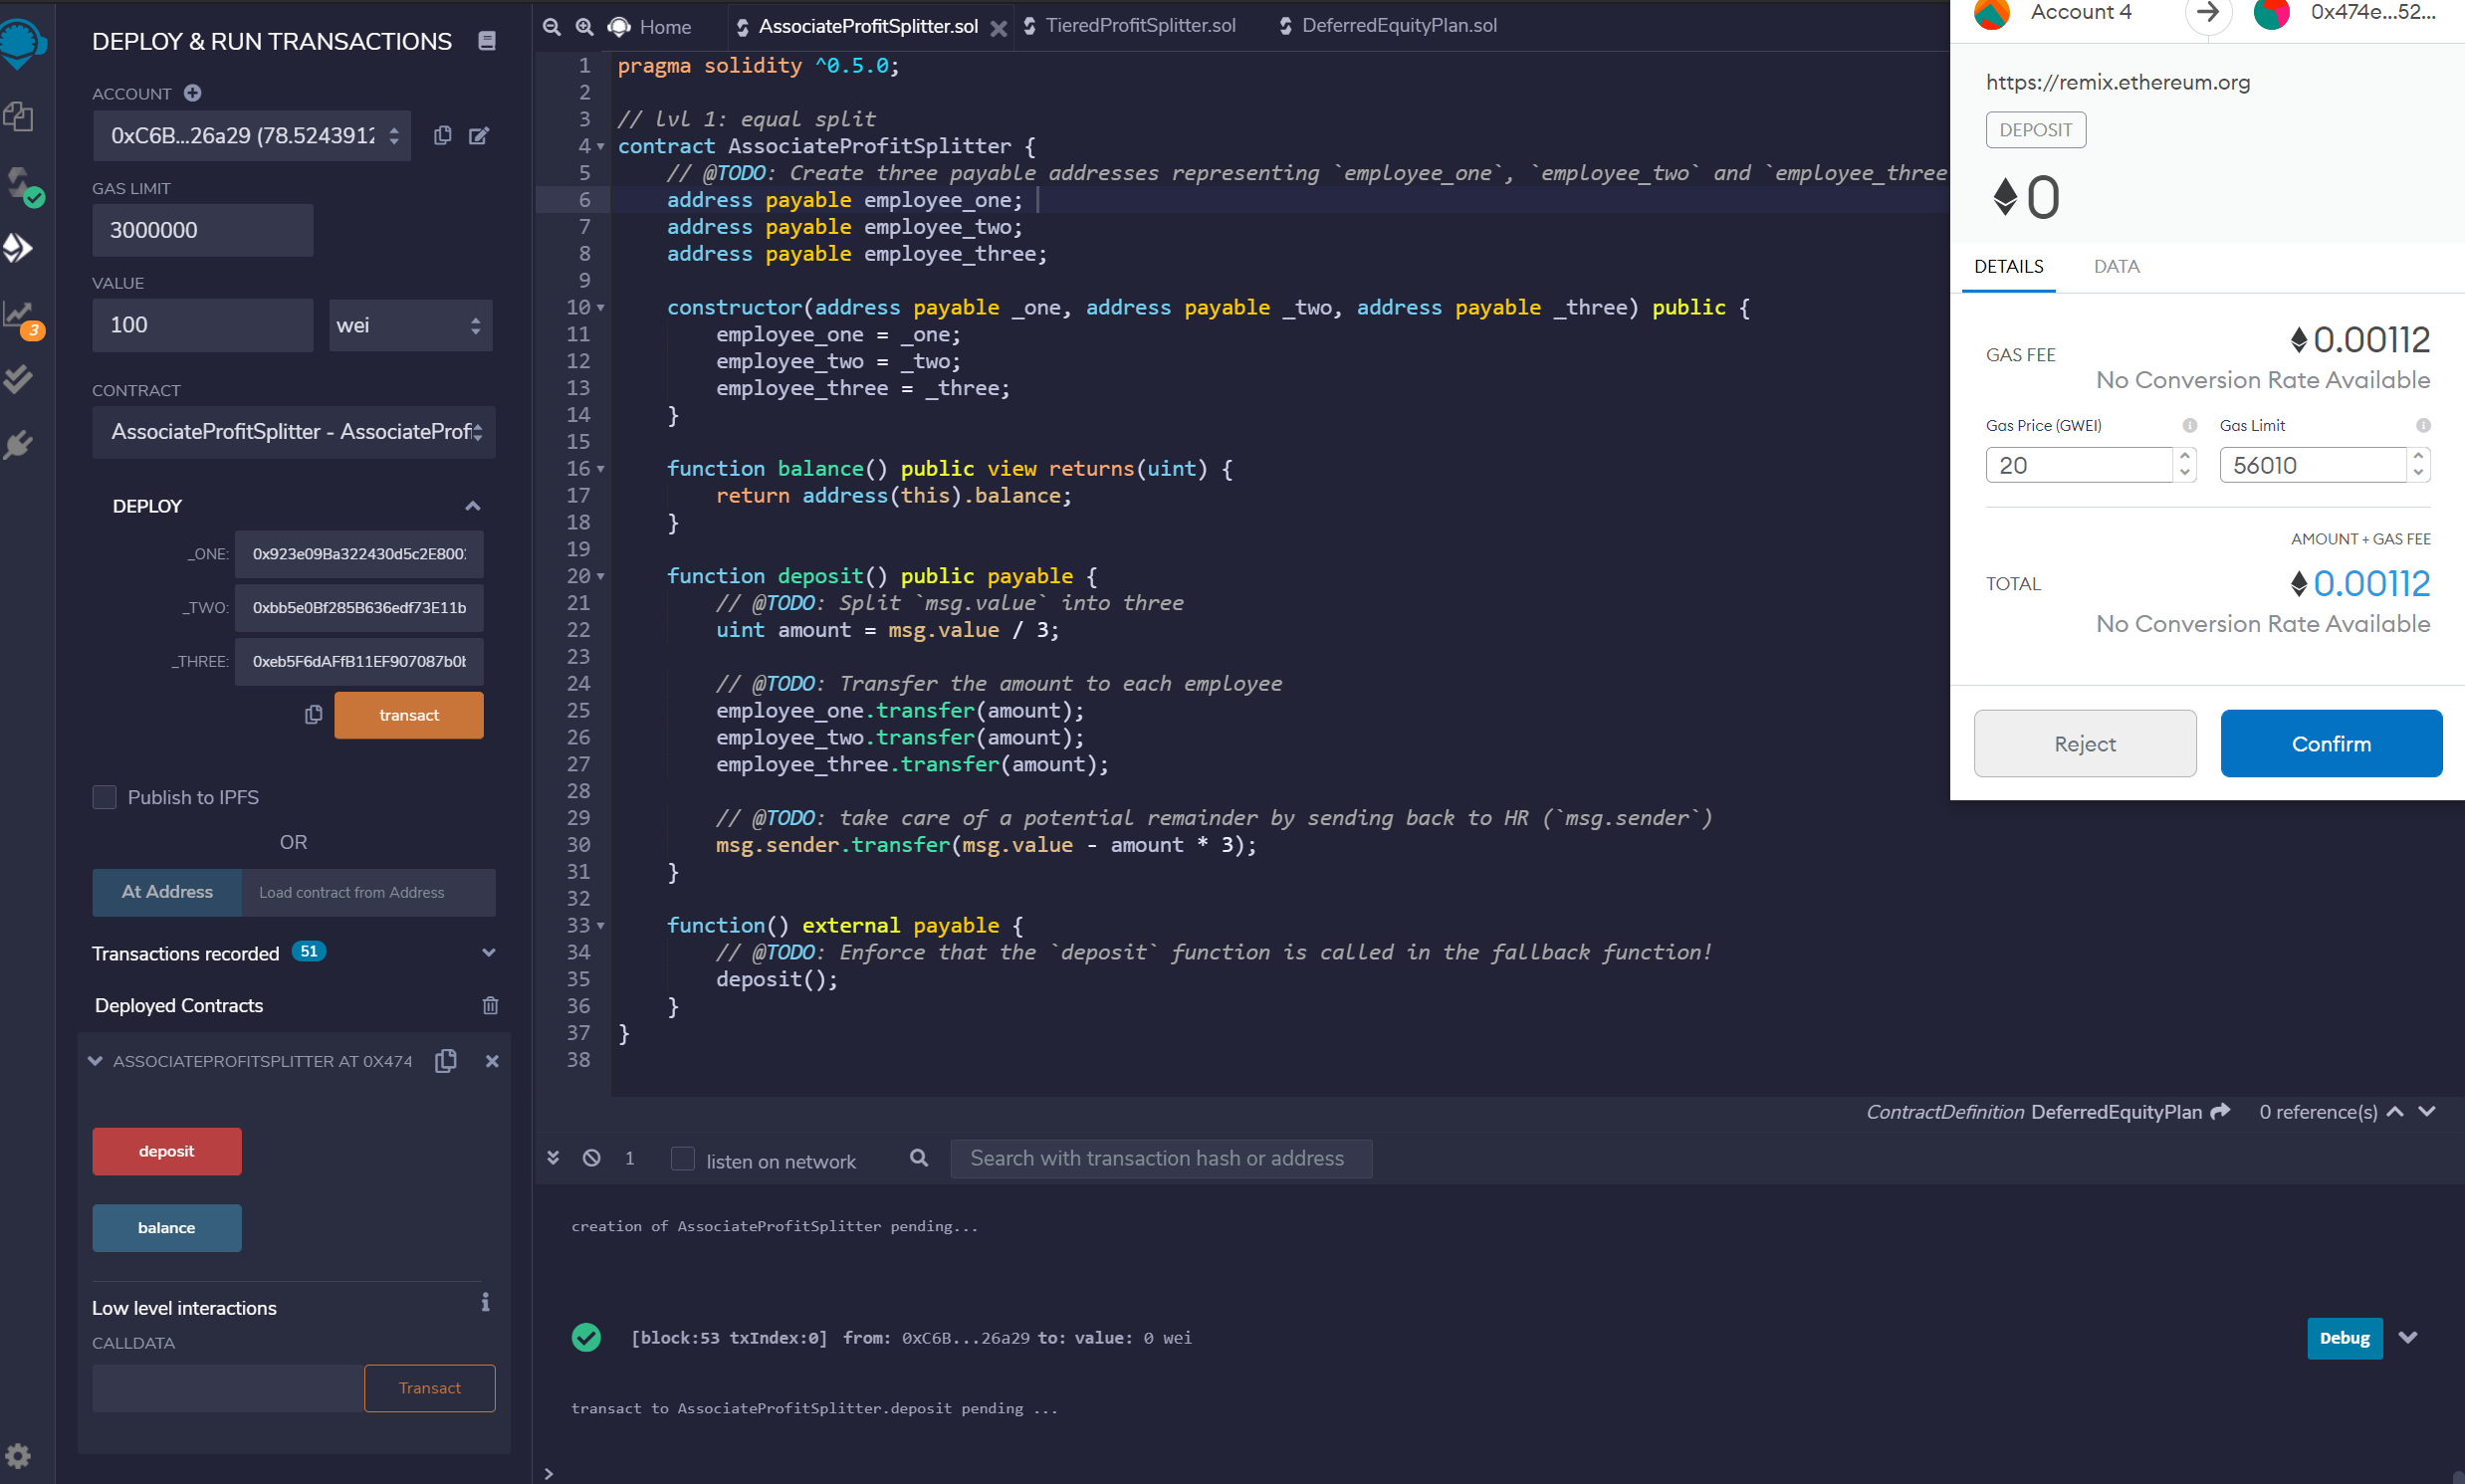 DEPLOY & RUN TRANSACTIONS
ACCOUNT
0xC6B...26a29 (78.5243912
GAS LIMIT
3000000
VALUE
100
wei
CONTRACT
AssociateProfitSplitter - AssociateProfi
DEPLOY
_ONE: 0x923e09Ba322430d5c2E800
_TWO: 0xbb5e0Bf285B636edf73E11b
_THREE: 0xeb5F6dAFfB11EF907087b0b
transact
Publish to IPFS
OR
At Address Load contract from Address
Transactions recorded 51
Deployed Contracts
ASSOCIATEPROFITSPLITTER AT 0X474
deposit
balance
Low level interactions
CALLDATA
Transact
3
Home AssociateProfitSplitter.sol TieredProfitSplitter.sol DeferredEquityPlan.sol
1 pragma solidity ^0.5.0;
2
3 // lvl 1: equal split
4 contract AssociateProfitSplitter {
5 // @TODO: Create three payable addresses representing `employee_one`, `employee_two` and `employee_three
6 address payable employee_one;
7 address payable employee_two;
8 address payable employee_three;
9
10 constructor(address payable _one, address payable _two, address payable _three) public {
11 employee_one = _one;
12 employee_two = _two;
13 employee_three = _three;
14 }
15
16 function balance() public view returns(uint) {
17 return address(this).balance;
18 }
19
20 function deposit() public payable {
21 // @TODO: Split `msg.value` into three
22 uint amount = msg.value / 3;
23
24 // @TODO: Transfer the amount to each employee
25 employee_one.transfer(amount);
26 employee_two.transfer(amount);
27 employee_three.transfer(amount);
28
29 // @TODO: take care of a potential remainder by sending back to HR (`msg.sender`)
30 msg.sender.transfer(msg.value - amount * 3);
31 }
32
33 function() external payable {
34 // @TODO: Enforce that the `deposit` function is called in the fallback function!
35 deposit();
36 }
37 }
38
ContractDefinition DeferredEquityPlan 0 reference(s)
1 listen on network Search with transaction hash or address
creation of AssociateProfitSplitter pending...
[block:53 txIndex:0] from: 0xC6B...26a29 to: value: 0 wei
Debug
transact to AssociateProfitSplitter.deposit pending ...
>
Account 4 0x474e...52...
https://remix.ethereum.org
DEPOSIT
0
DETAILS DATA
GAS FEE 0.00112
No Conversion Rate Available
Gas Price (GWEI) Gas Limit
20 56010
AMOUNT + GAS FEE
TOTAL 0.00112
No Conversion Rate Available
Reject Confirm